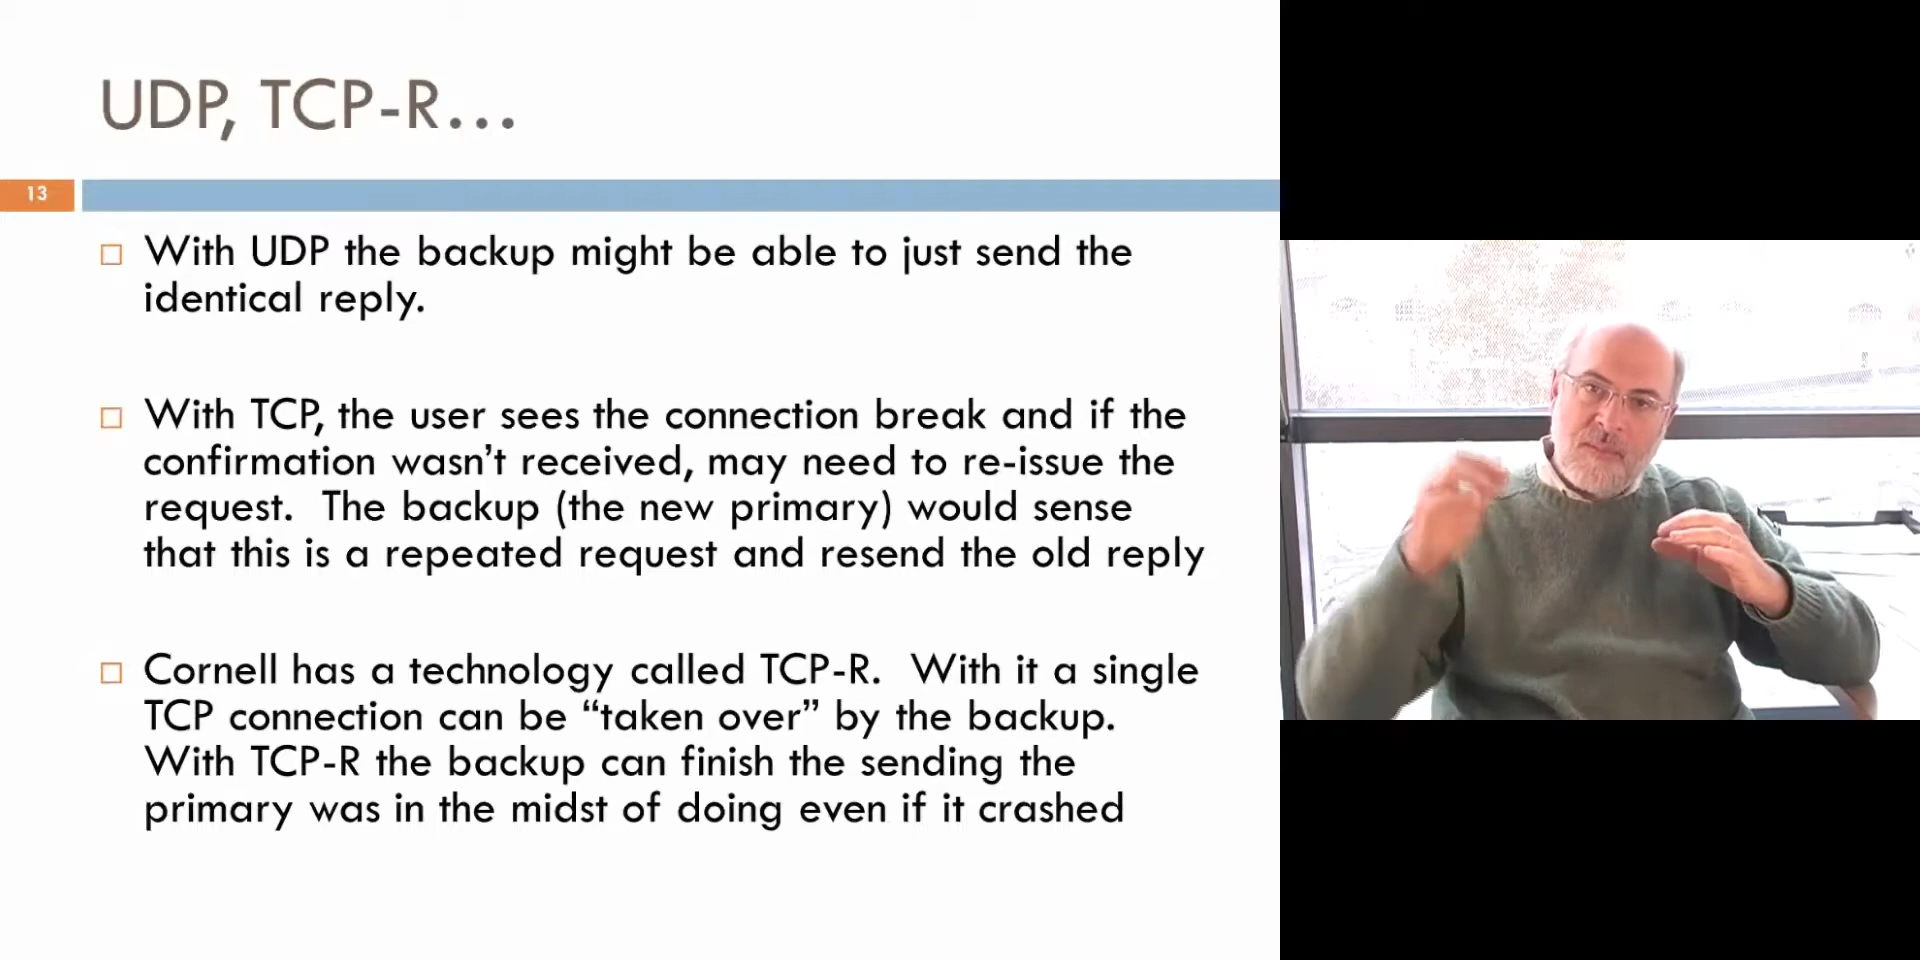 UDP, TCP-R...
13
With UDP the backup might be able to just send the
identical reply.
With TCP, the user sees the connection break and if the
confirmation wasn’t received, may need to re-issue the
request.  The backup (the new primary) would sense
that this is a repeated request and resend the old reply
Cornell has a technology called TCP-R.  With it a single
TCP connection can be “taken over” by the backup.
With TCP-R the backup can finish the sending the
primary was in the midst of doing even if it crashed